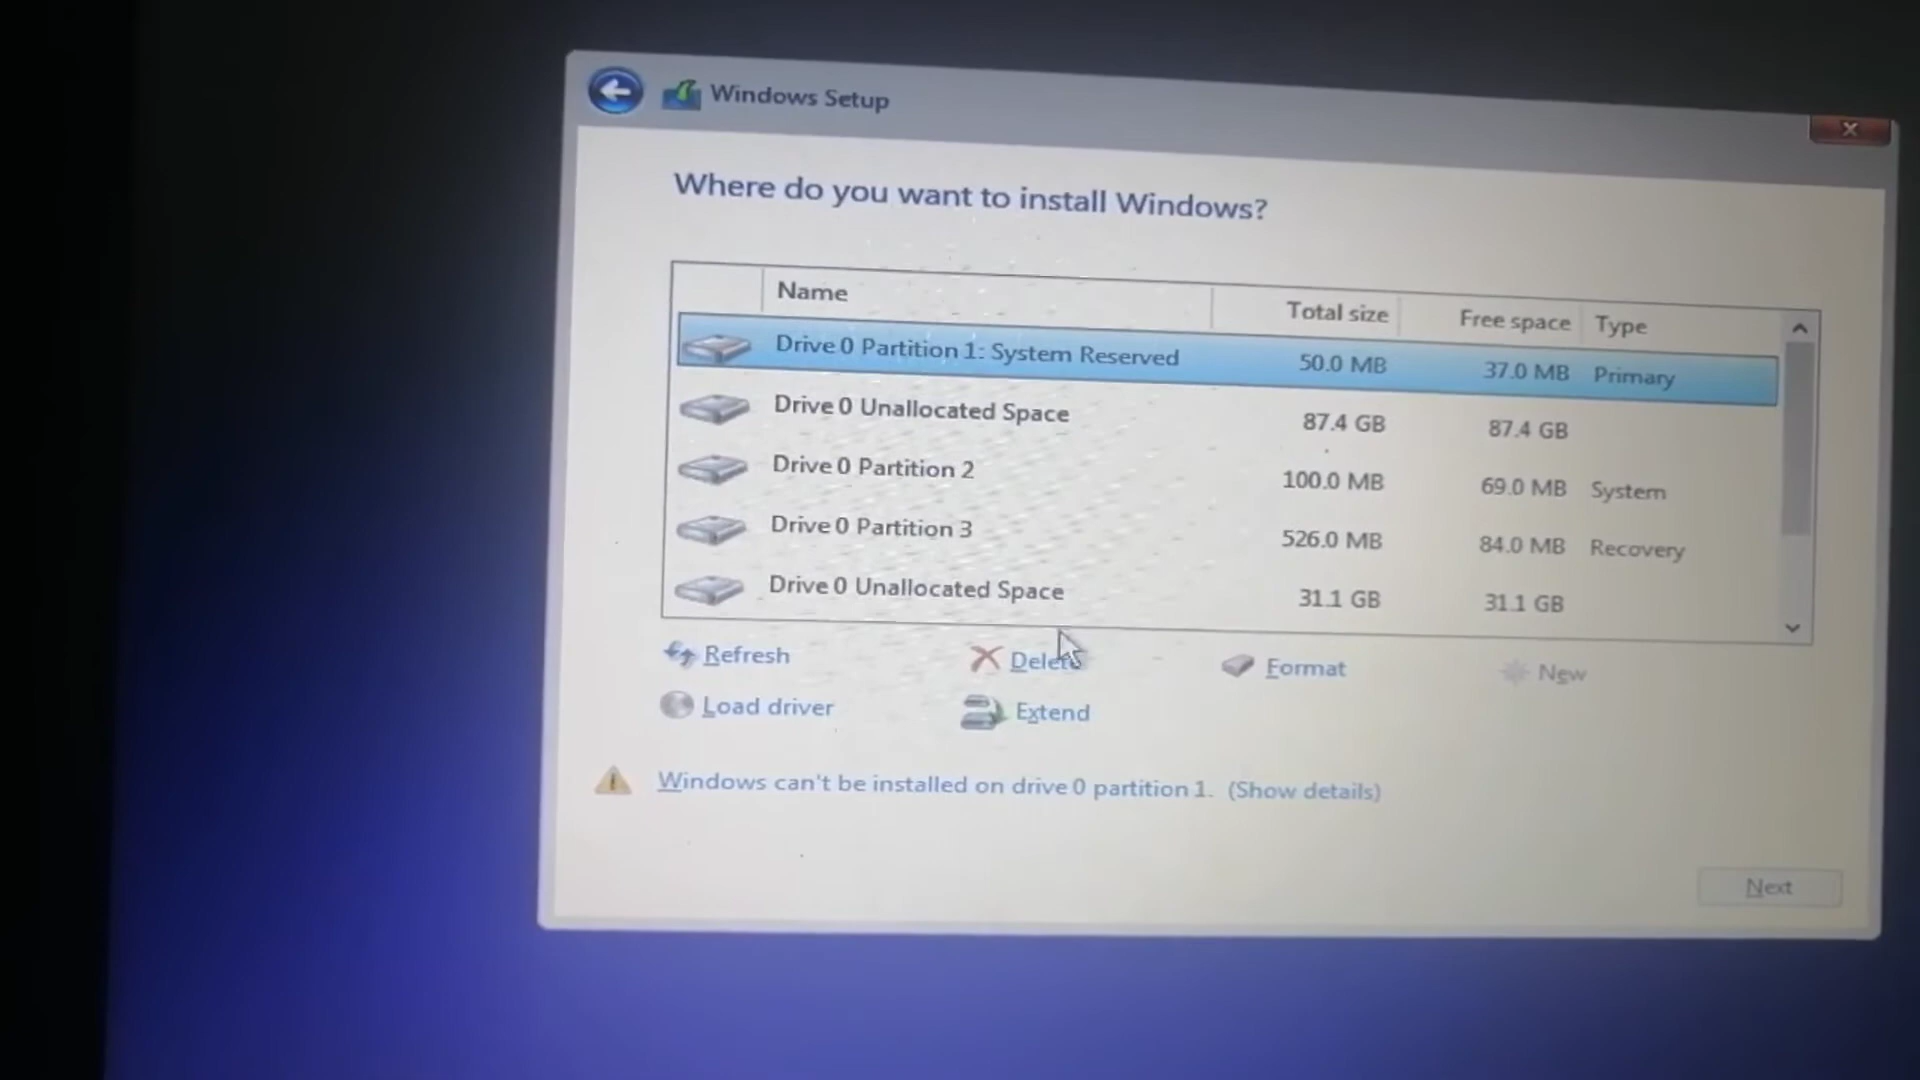 Windows Setup
Where do you want to install Windows?
Name Total size Free space Type
Drive 0 Partition 1: System Reserved 50.0 MB 37.0 MB Primary
Drive 0 Unallocated Space 87.4 GB 87.4 GB
Drive 0 Partition 2 100.0 MB 69.0 MB System
Drive 0 Partition 3 526.0 MB 84.0 MB Recovery
Drive 0 Unallocated Space 31.1 GB 31.1 GB
Refresh Delete Format New
Load driver Extend
Windows can't be installed on drive 0 partition 1. (Show details)
Next